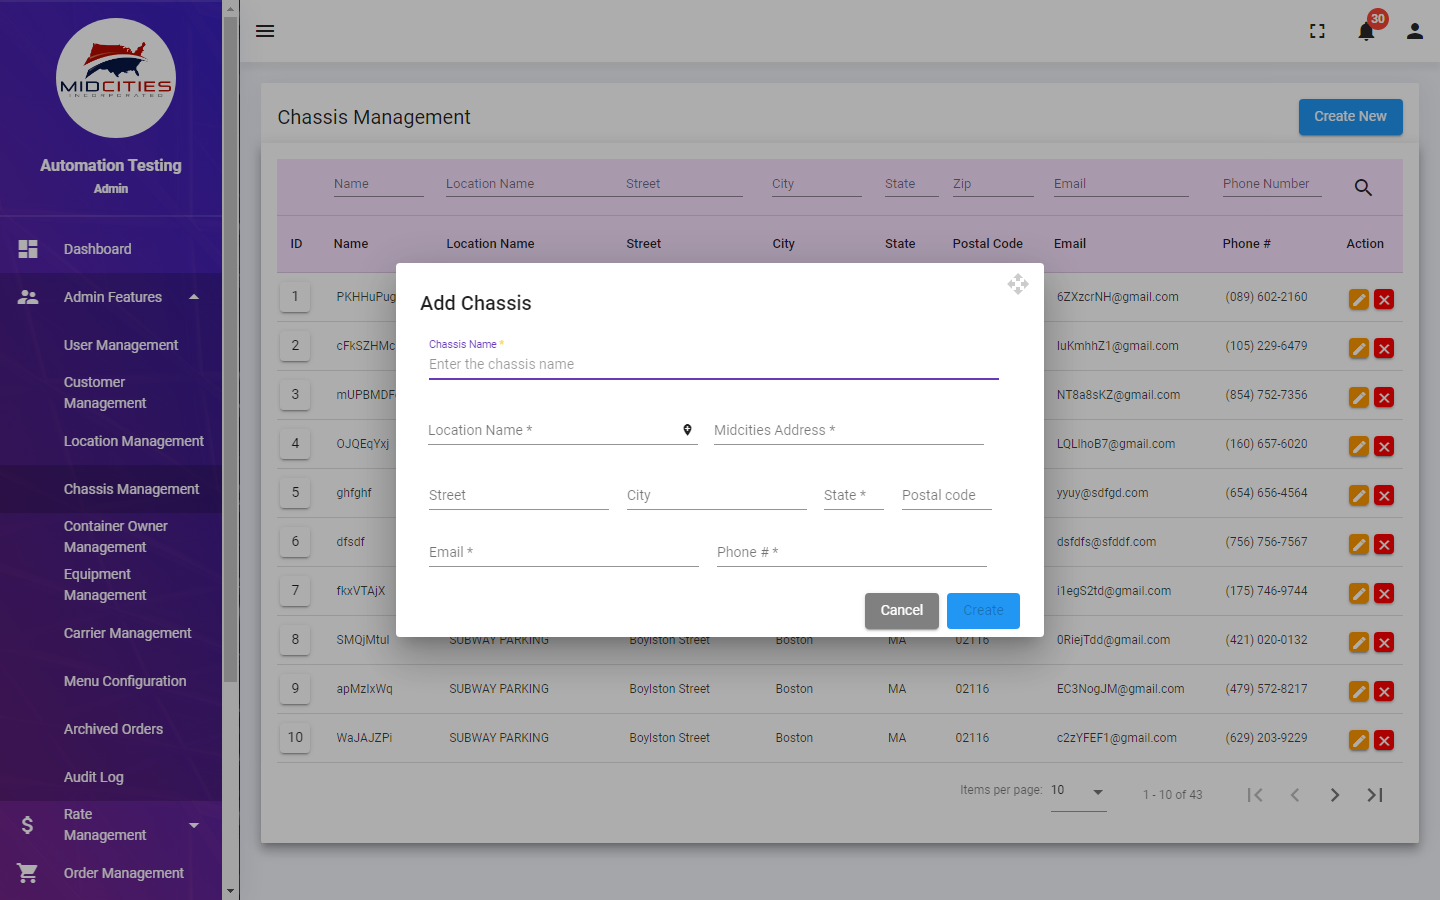 MIDCITIES
INCORPORATED
Automation Testing
Admin
Dashboard
Admin Features
User Management
Customer
Management
Location Management
Chassis Management
Container Owner
Management
Equipment
Management
Carrier Management
Menu Configuration
Archived Orders
Audit Log
Rate
Management
Order Management
30
Chassis Management
Create New
Name Location Name Street City State Zip Email Phone Number
ID Name Location Name Street City State Postal Code Email Phone # Action
1 PKHHuPug 6ZXzcrNH@gmail.com (089) 602-2160
2 cFkSZHMc IuKmhhZ1@gmail.com (105) 229-6479
3 mUPBMDF NT8a8sKZ@gmail.com (854) 752-7356
4 OJQEqYxj LQLlhoB7@gmail.com (160) 657-6020
5 ghfghf yyuy@sdfgd.com (654) 656-4564
6 dfsdf dsfdfs@sfddf.com (756) 756-7567
7 fkxVTAjX i1egS2td@gmail.com (175) 746-9744
8 SMQjMtul SUBWAY PARKING Boylston Street Boston MA 02116 0RiejTdd@gmail.com (421) 020-0132
9 apMzlxWq SUBWAY PARKING Boylston Street Boston MA 02116 EC3NogJM@gmail.com (479) 572-8217
10 WaJAJZPi SUBWAY PARKING Boylston Street Boston MA 02116 c2zYFEF1@gmail.com (629) 203-9229
Items per page: 10 1 - 10 of 43
Add Chassis
Chassis Name *
Enter the chassis name
Location Name * Midcities Address *
Street City State * Postal code
Email * Phone # *
Cancel Create